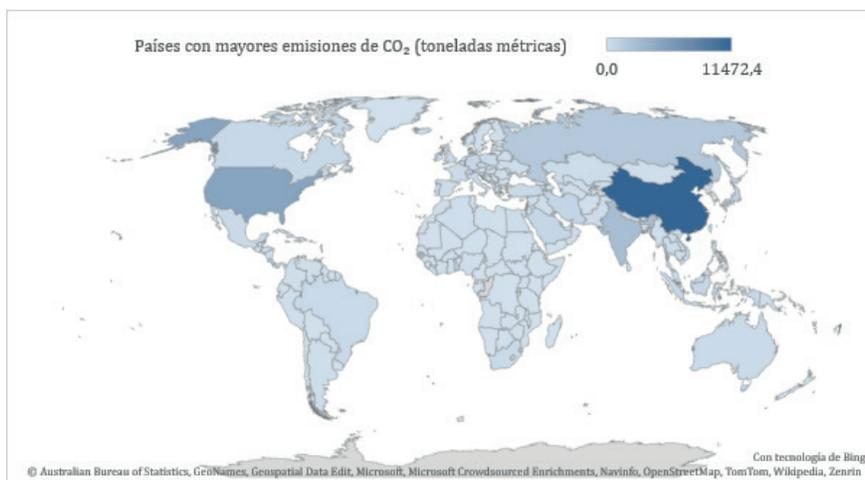 Países con mayores emisiones de CO₂ (toneladas métricas)
0,0 11472,4
Con tecnología de Bing
© Australian Bureau of Statistics, GeoNames, Geospatial Data Edit, Microsoft, Microsoft Crowdsourced Enrichments, Navinfo, OpenStreetMap, TomTom, Wikipedia, Zenrin